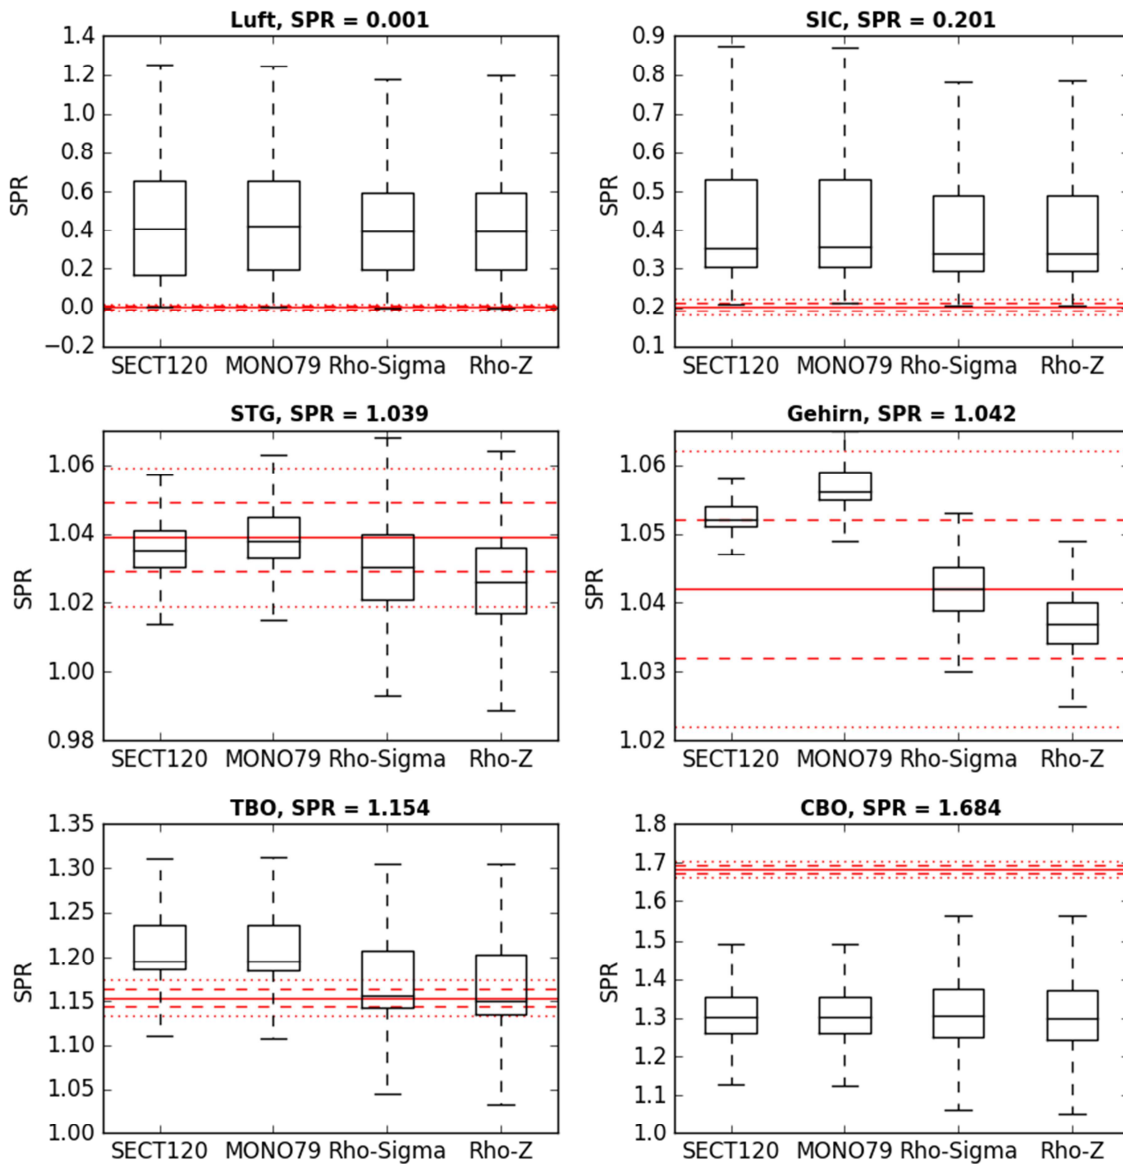 Luft, SPR = 0.001
1.4
1.2
1.0
0.8
0.6
0.4
0.2
0.0
−0.2
SPR
SECT120 MONO79 Rho-Sigma Rho-Z
SIC, SPR = 0.201
0.9
0.8
0.7
0.6
0.5
0.4
0.3
0.2
0.1
SPR
SECT120 MONO79 Rho-Sigma Rho-Z
STG, SPR = 1.039
1.06
1.04
1.02
1.00
0.98
SPR
SECT120 MONO79 Rho-Sigma Rho-Z
Gehirn, SPR = 1.042
1.06
1.05
1.04
1.03
1.02
SPR
SECT120 MONO79 Rho-Sigma Rho-Z
TBO, SPR = 1.154
1.35
1.30
1.25
1.20
1.15
1.10
1.05
1.00
SPR
SECT120 MONO79 Rho-Sigma Rho-Z
CBO, SPR = 1.684
1.8
1.7
1.6
1.5
1.4
1.3
1.2
1.1
1.0
SPR
SECT120 MONO79 Rho-Sigma Rho-Z